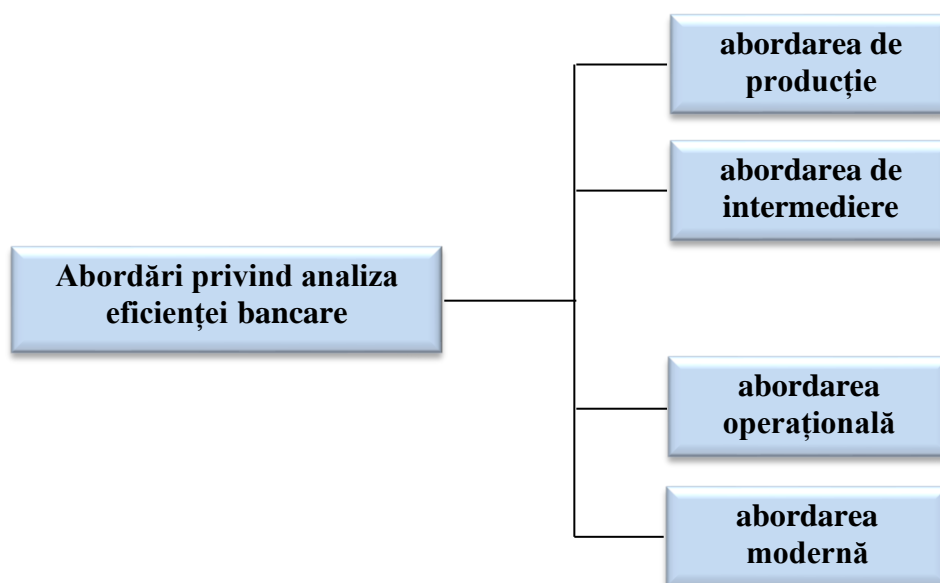 abordarea de
producție
abordarea de
intermediere
Abordări privind analiza
eficienței bancare
abordarea
operațională
abordarea
modernă